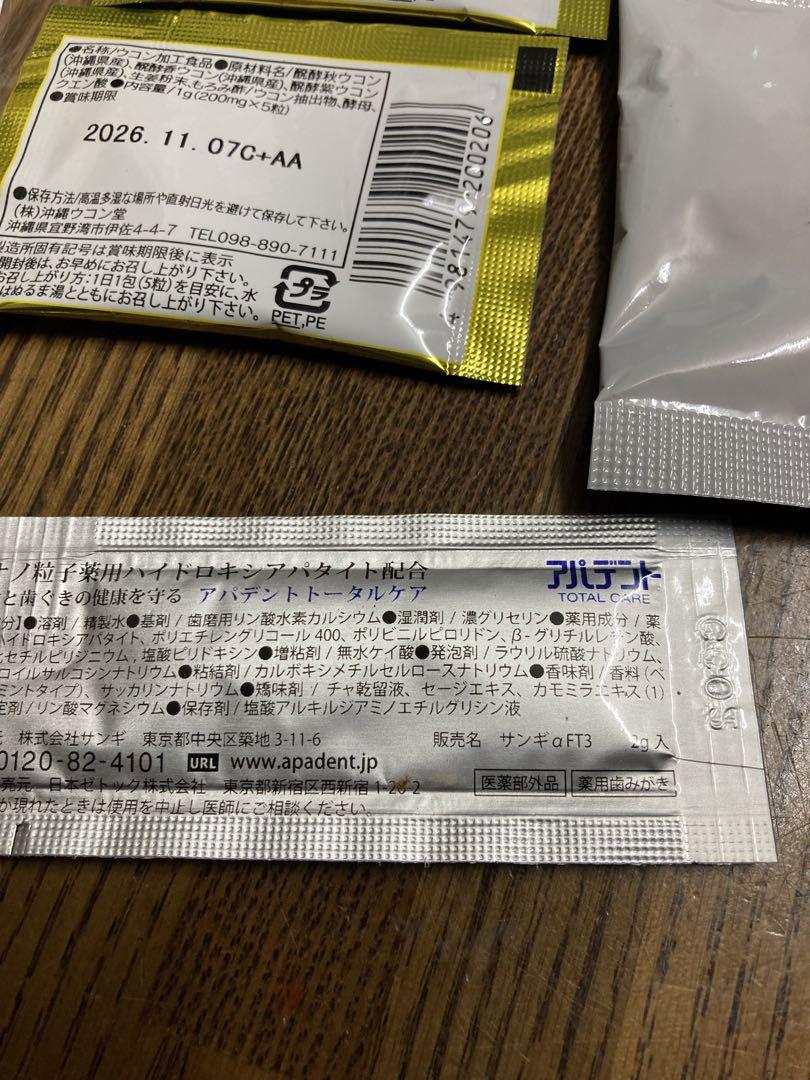 ●名称/ウコン加工食品●原材料名/醗酵秋ウコン
(沖縄県産)、醗酵春ウコン(沖縄県産)、醗酵紫ウコン
(沖縄県産)、生姜粉末、もろみ酢/ウコン抽出物、酵母、
クエン酸●内容量/1g(200mg×5粒)
●賞味期限
2026. 11. 07C+AA
●保存方法/高温多湿な場所や直射日光を避けて保存して下さい。
(株)沖縄ウコン堂
沖縄県宜野湾市伊佐4-4-7 TEL098-890-7111
製造所固有記号は賞味期限後に表示
開封後は、お早めにお召し上がり下さい。
お召し上がり方:1日1包(5粒)を目安に、水
はぬるま湯とともにお召し上がり下さい。
プラ
PET,PE
ナノ粒子薬用ハイドロキシアパタイト配合
と歯ぐきの健康を守る アパデントトータルケア
アパデント
TOTAL CARE
分】●溶剤/精製水●基剤/歯磨用リン酸水素カルシウム●湿潤剤/濃グリセリン●薬用成分/薬
ハイドロキシアパタイト、ポリエチレングリコール400、ポリビニルピロリドン、β-グリチルレチン酸、
化セチルピリジニウム,塩酸ピリドキシン●増粘剤/無水ケイ酸●発泡剤/ラウリル硫酸ナトリウム、
ロイルサルコシンナトリウム●粘結剤/カルボキシメチルセルロースナトリウム●香味剤/香料(ペ
ミントタイプ)、サッカリンナトリウム●矯味剤/チャ乾留液、セージエキス、カモミラエキス(1)
定剤/リン酸マグネシウム●保存剤/塩酸アルキルジアミノエチルグリシン液
元 株式会社サンギ 東京都中央区築地3-11-6 販売名 サンギαFT3 2g入
0120-82-4101 URL www.apadent.jp
売元 日本ゼトック株式会社 東京都新宿区西新宿1-26-2 医薬部外品 薬用歯みがき
が現れたときは使用を中止し医師にご相談ください。
CC05